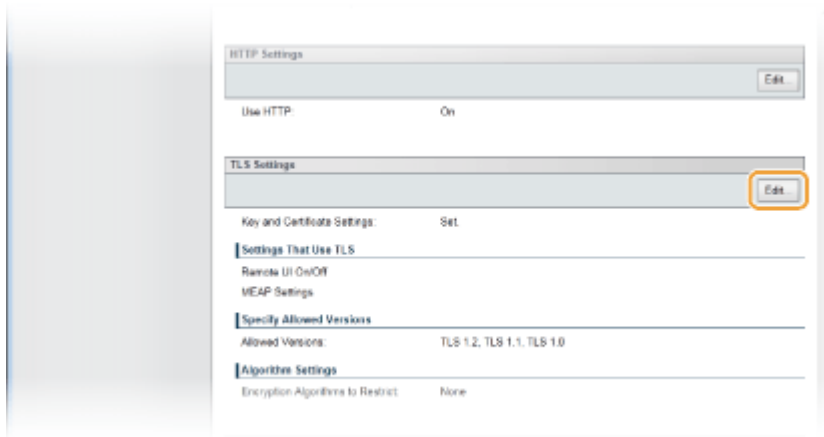 HTTP Settings
Edit...
Use HTTP: On
TLS Settings
Edit...
Key and Certificate Settings: Set.
Settings That Use TLS
Remote UI On/Off
MEAP Settings
Specify Allowed Versions
Allowed Versions: TLS 1.2, TLS 1.1, TLS 1.0
Algorithm Settings
Encryption Algorithms to Restrict: None